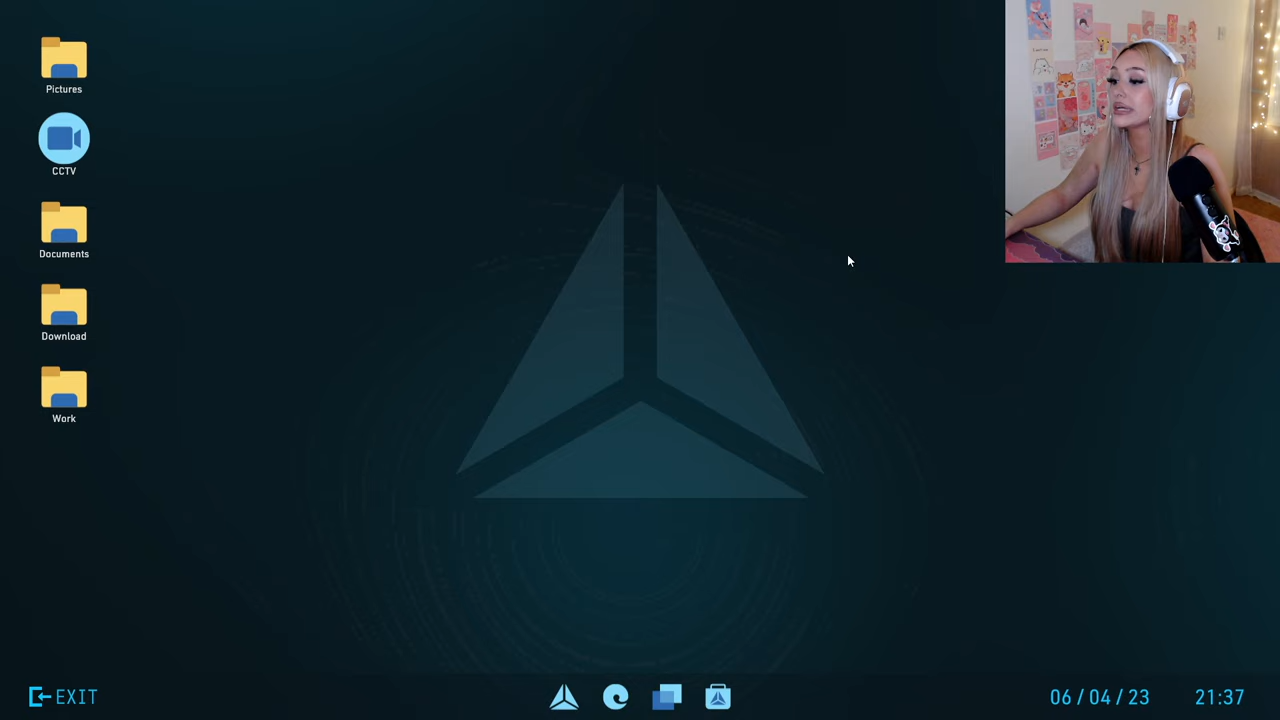 Pictures
CCTV
Documents
Download
Work
EXIT
06 / 04 / 23
21:37